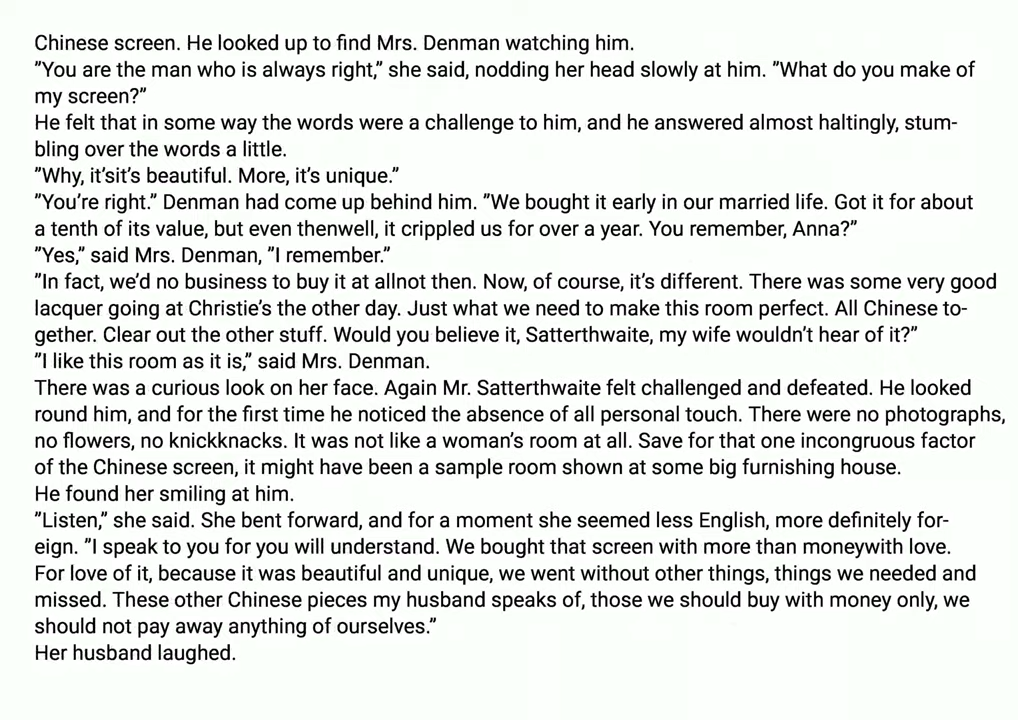 Chinese screen. He looked up to find Mrs. Denman watching him.
”You are the man who is always right,” she said, nodding her head slowly at him. ”What do you make of
my screen?”
He felt that in some way the words were a challenge to him, and he answered almost haltingly, stum-
bling over the words a little.
”Why, it’sit’s beautiful. More, it’s unique.”
”You’re right.” Denman had come up behind him. ”We bought it early in our married life. Got it for about
a tenth of its value, but even thenwell, it crippled us for over a year. You remember, Anna?”
”Yes,” said Mrs. Denman, ”I remember.”
”In fact, we’d no business to buy it at allnot then. Now, of course, it’s different. There was some very good
lacquer going at Christie’s the other day. Just what we need to make this room perfect. All Chinese to-
gether. Clear out the other stuff. Would you believe it, Satterthwaite, my wife wouldn’t hear of it?”
”I like this room as it is,” said Mrs. Denman.
There was a curious look on her face. Again Mr. Satterthwaite felt challenged and defeated. He looked
round him, and for the first time he noticed the absence of all personal touch. There were no photographs,
no flowers, no knickknacks. It was not like a woman’s room at all. Save for that one incongruous factor
of the Chinese screen, it might have been a sample room shown at some big furnishing house.
He found her smiling at him.
”Listen,” she said. She bent forward, and for a moment she seemed less English, more definitely for-
eign. ”I speak to you for you will understand. We bought that screen with more than moneywith love.
For love of it, because it was beautiful and unique, we went without other things, things we needed and
missed. These other Chinese pieces my husband speaks of, those we should buy with money only, we
should not pay away anything of ourselves.”
Her husband laughed.